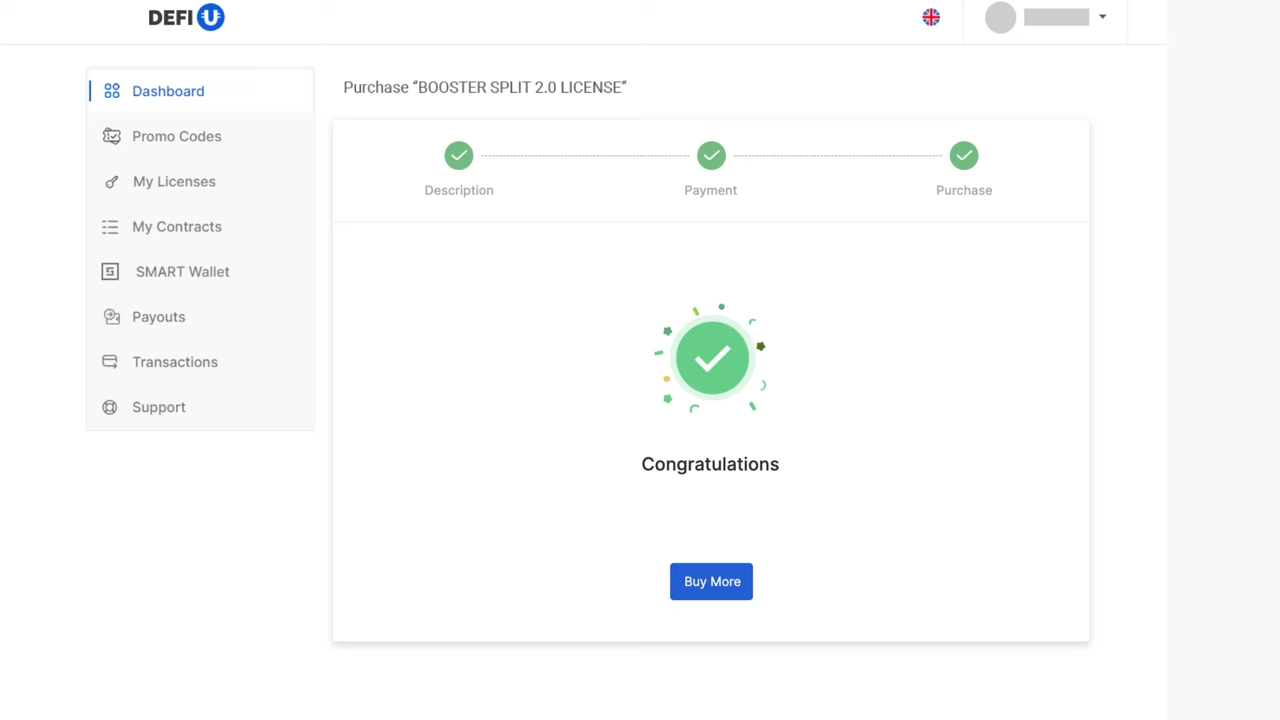 DEFI U
Dashboard
Promo Codes
My Licenses
My Contracts
SMART Wallet
Payouts
Transactions
Support
Purchase “BOOSTER SPLIT 2.0 LICENSE”
Description
Payment
Purchase
Congratulations
Buy More